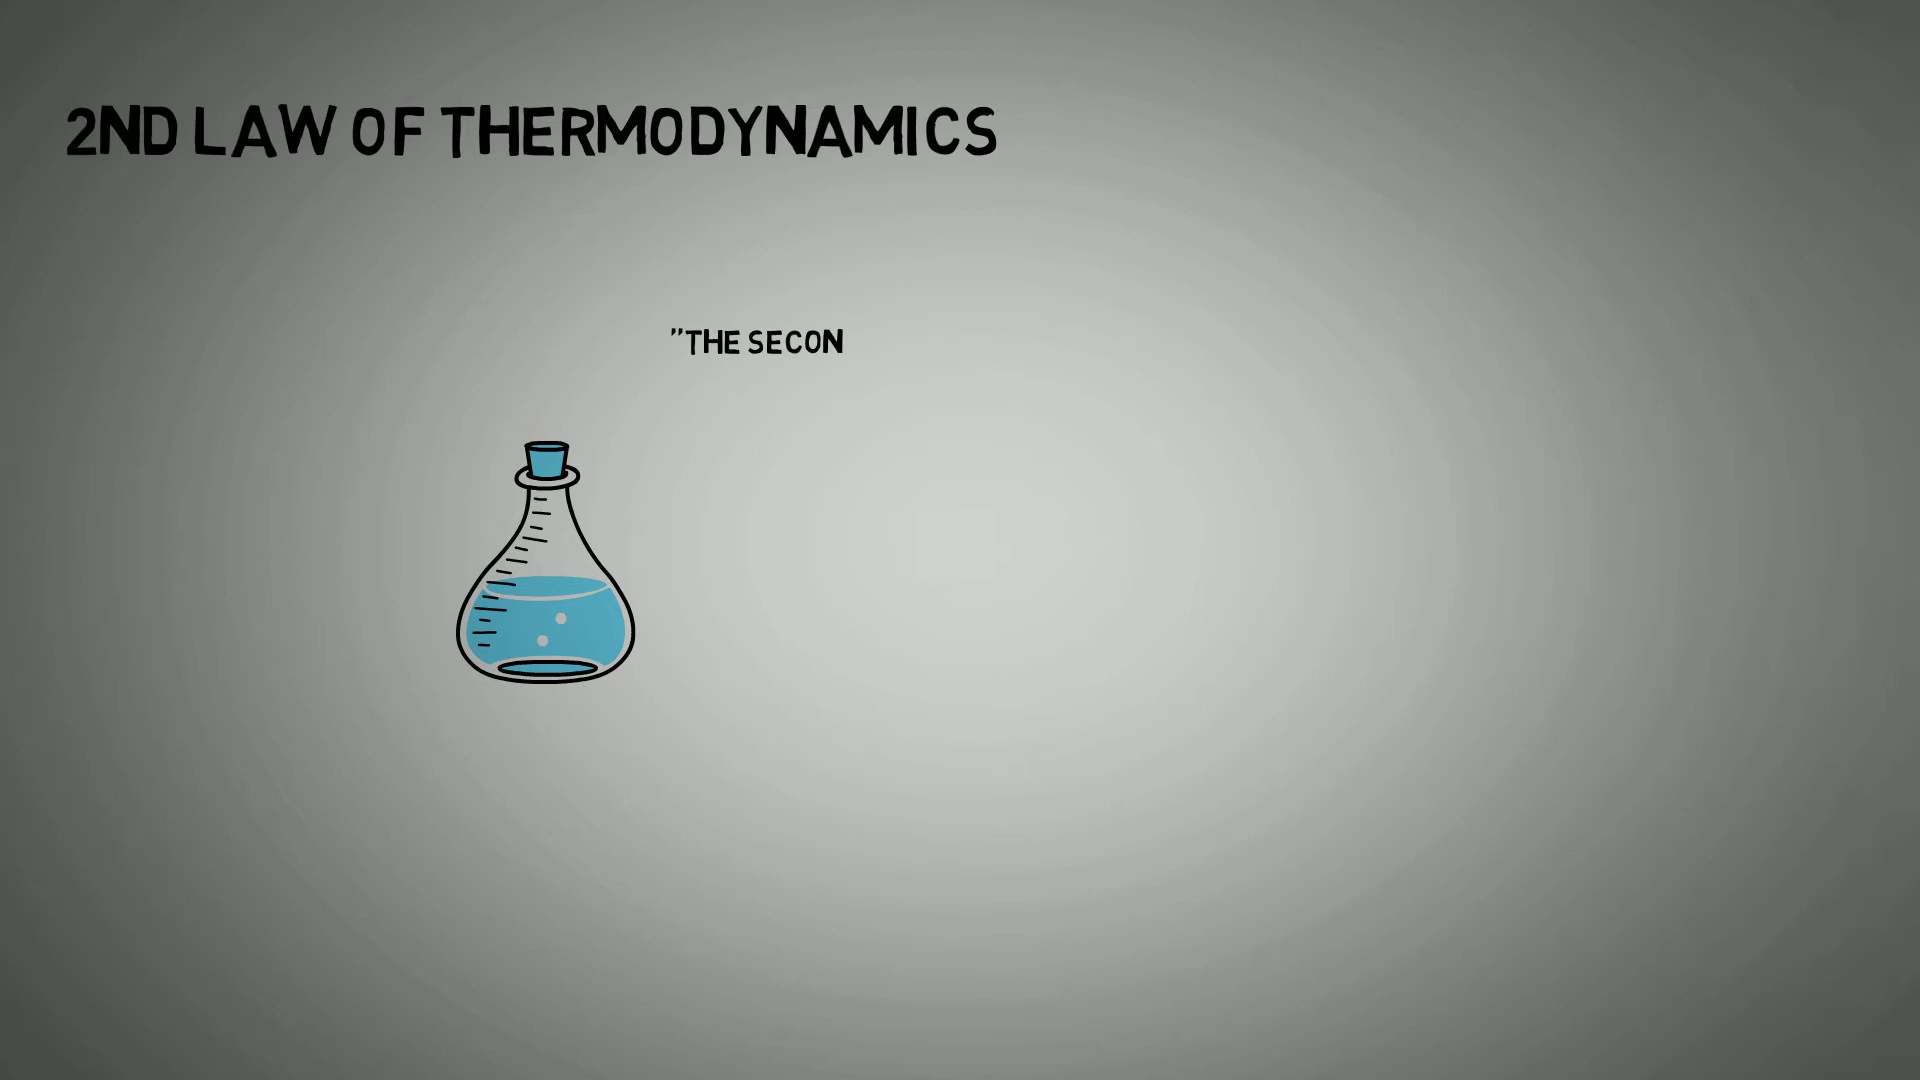 2ND LAW OF THERMODYNAMICS
"THE SECON